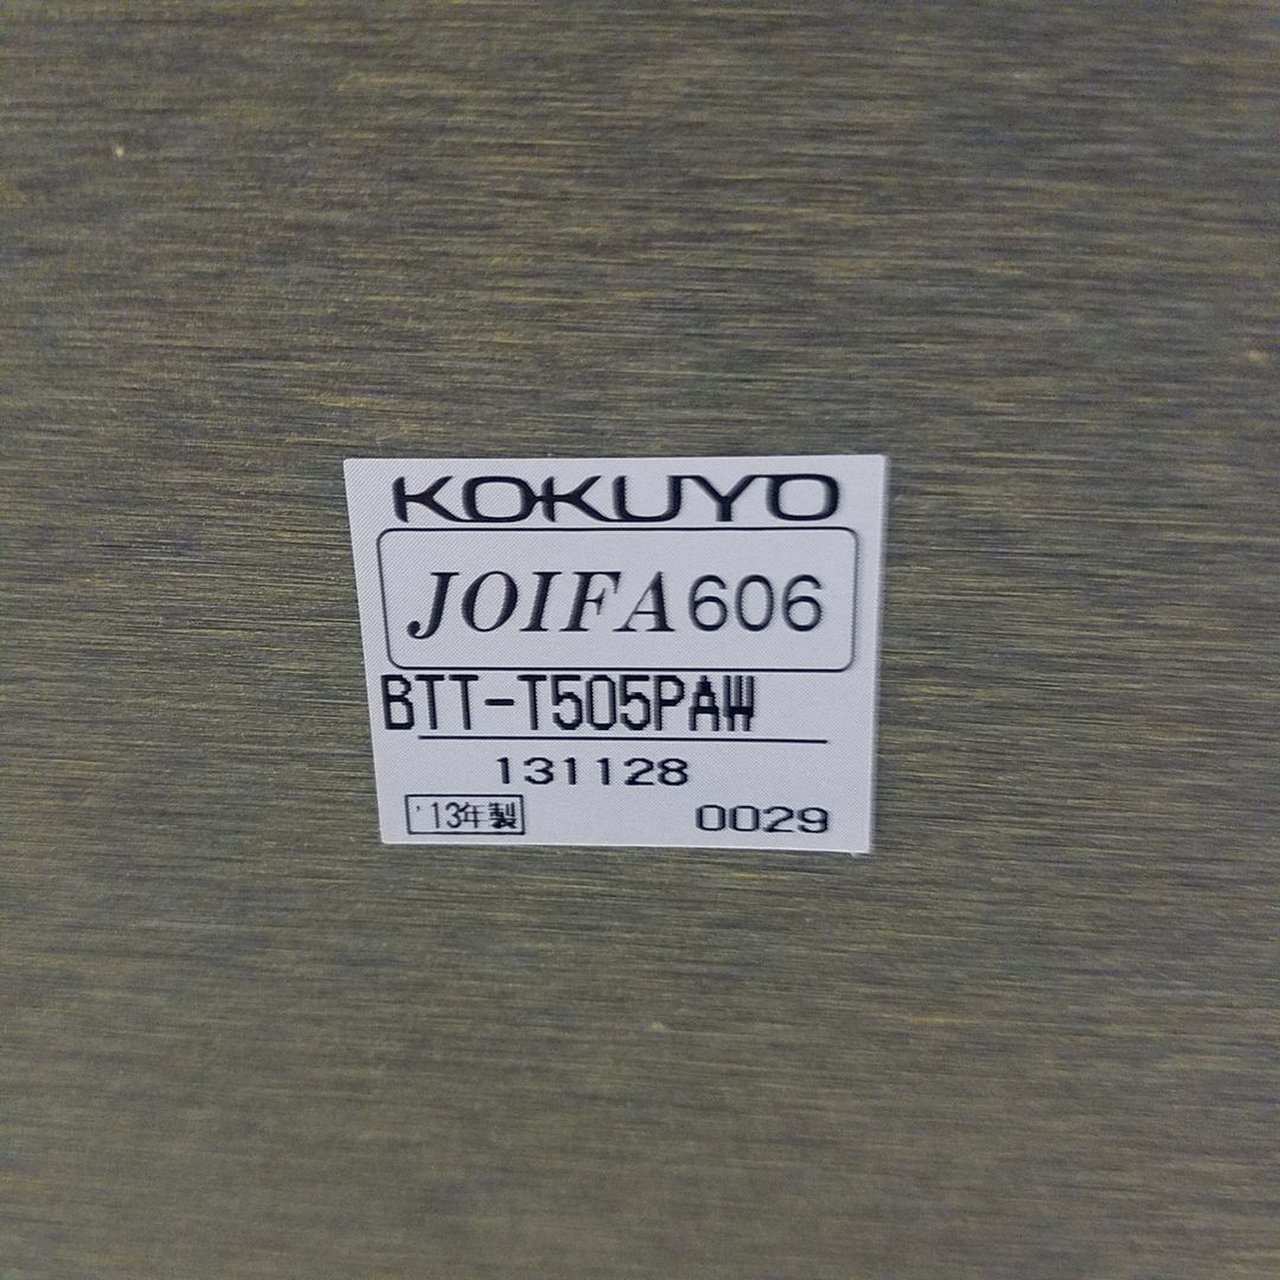 KOKUYO
JOIFA606
BTT-T505PAW
131128
'13年製
0029